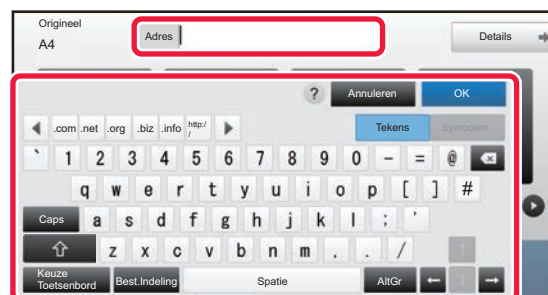 Origineel
A4
Adres
Details
? Annuleren OK
.com .net .org .biz .info http:/
/
Tekens Symbolen
` 1 2 3 4 5 6 7 8 9 0 - = @
q w e r t y u i o p [ ] #
Caps a s d f g h j k l ; '
z x c v b n m , . /
Keuze
Toetsenbord Best.Indeling Spatie AltGr